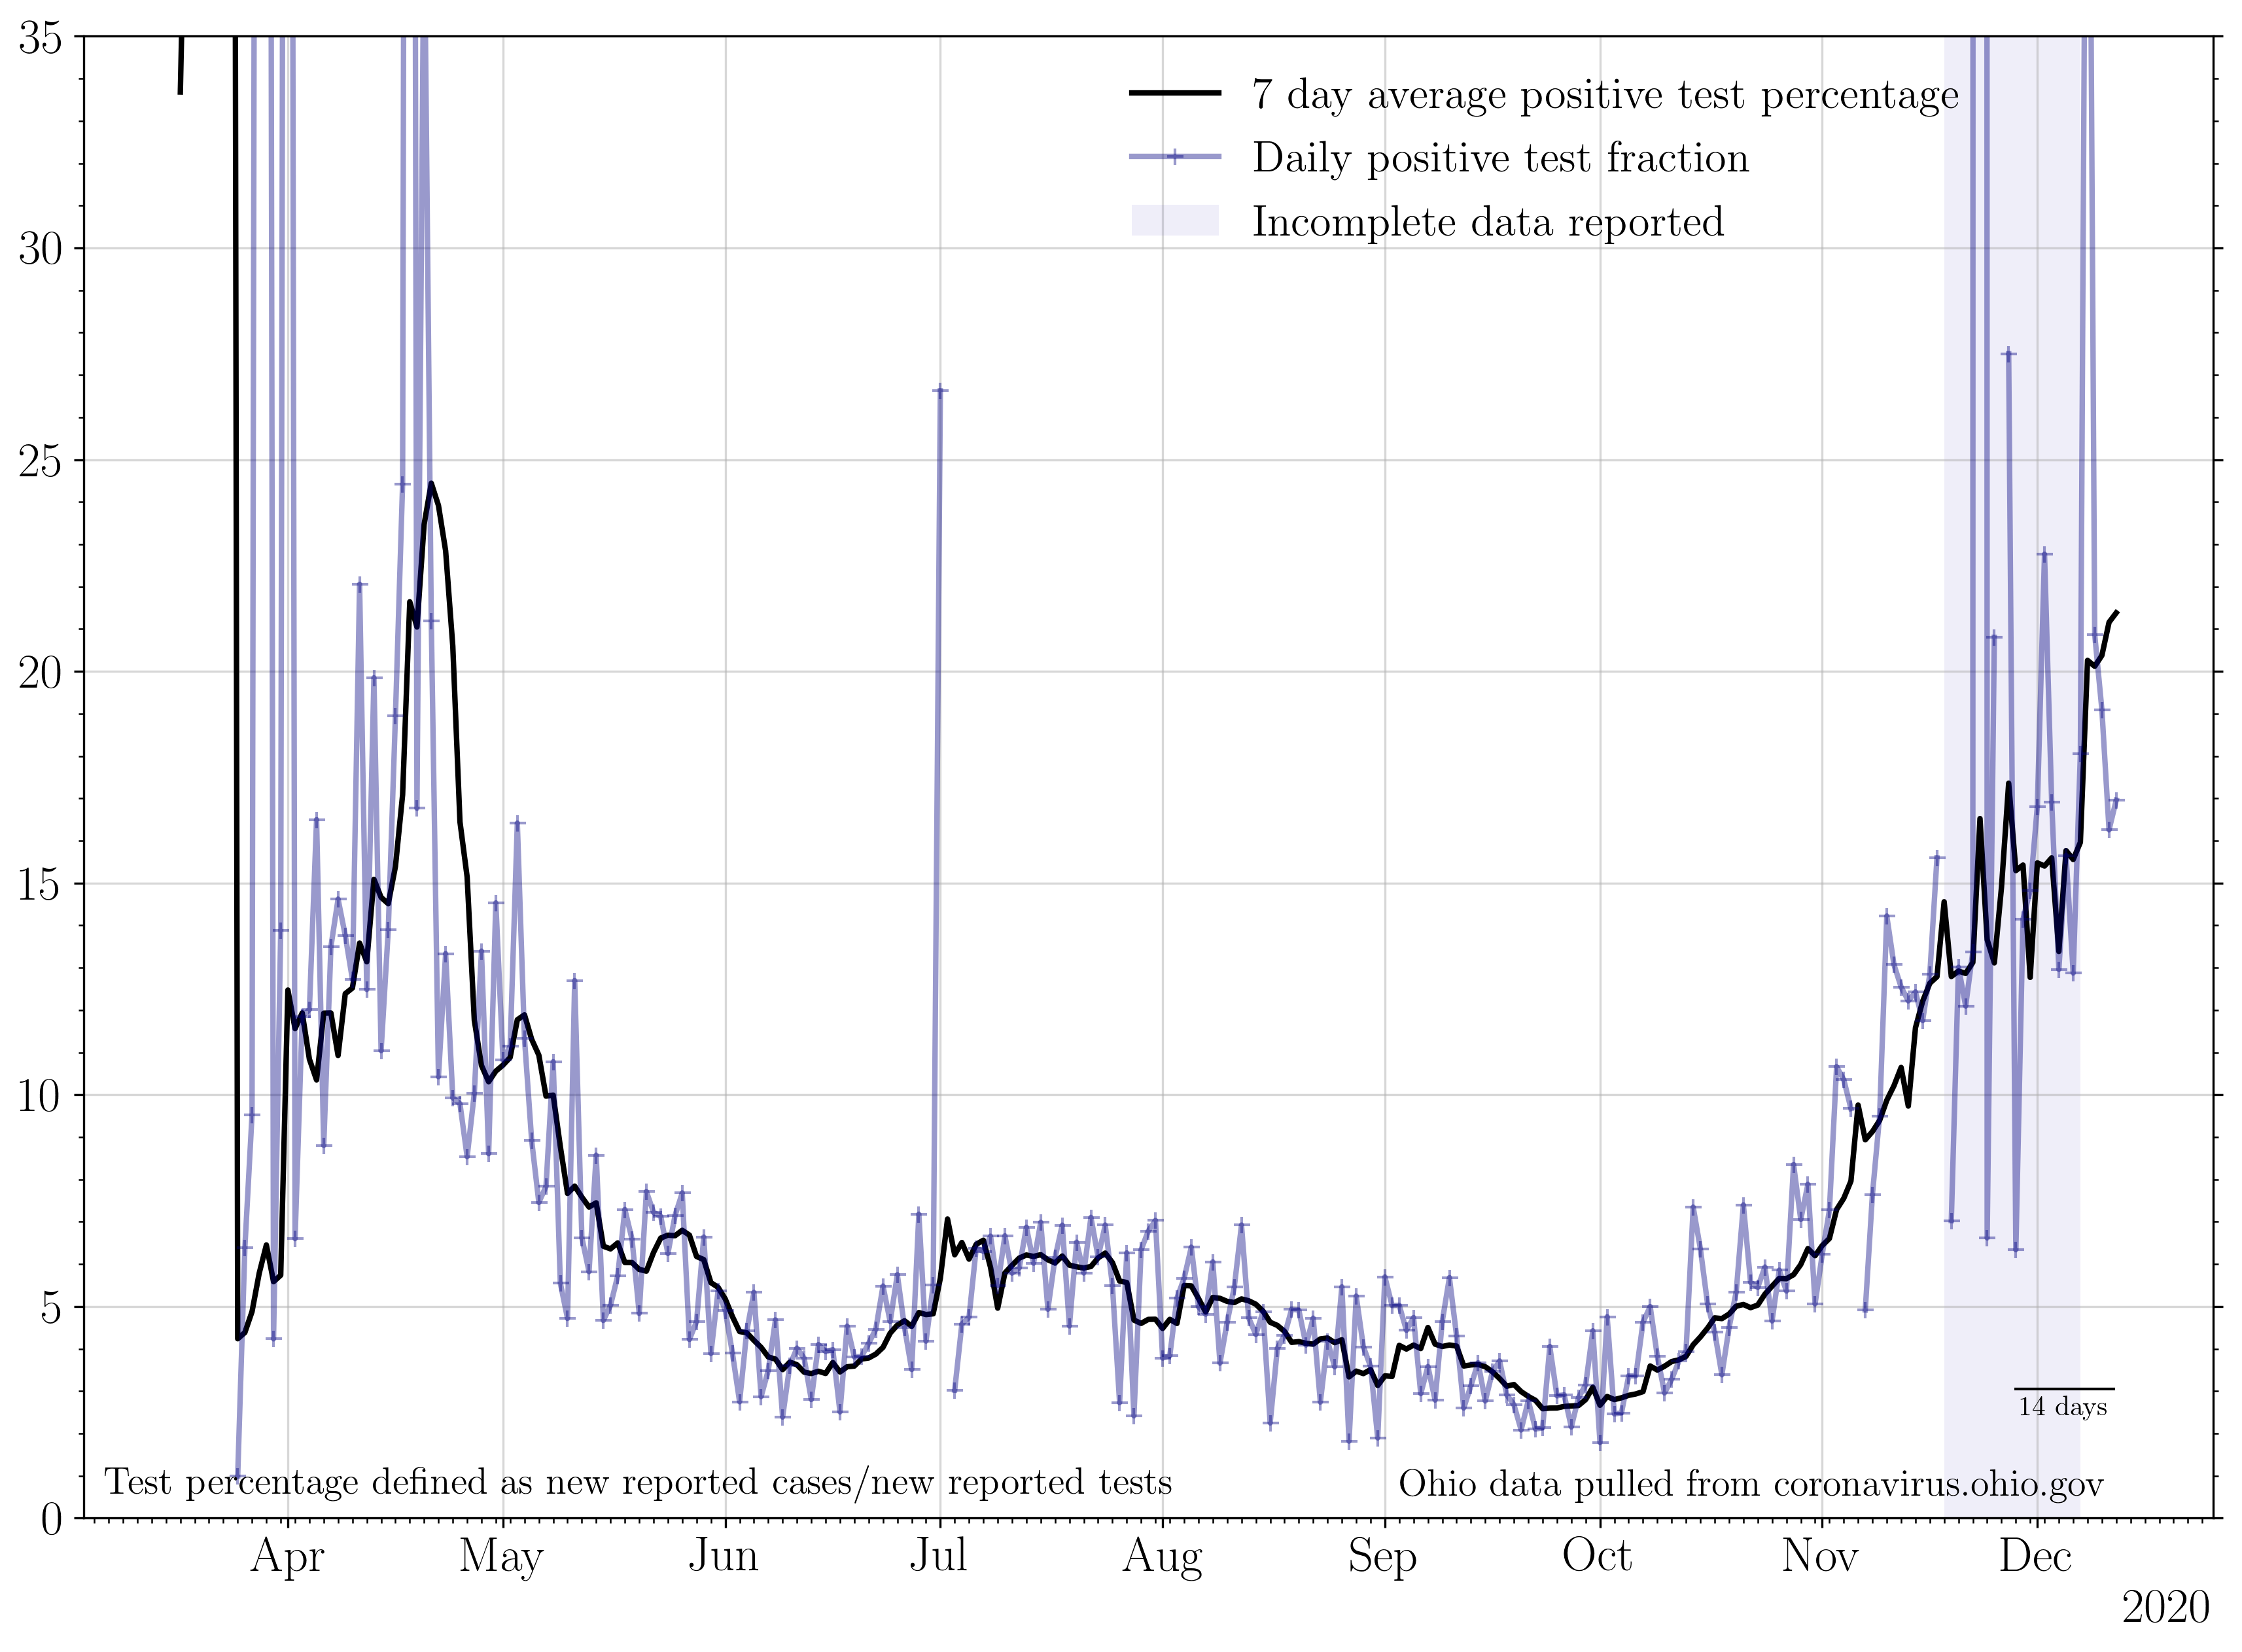 7 day average positive test percentage
Daily positive test fraction
Incomplete data reported
35
30
25
20
15
10
5
0
14 days
Test percentage defined as new reported cases/new reported tests
Ohio data pulled from coronavirus.ohio.gov
Apr May Jun Jul Aug Sep Oct Nov Dec
2020